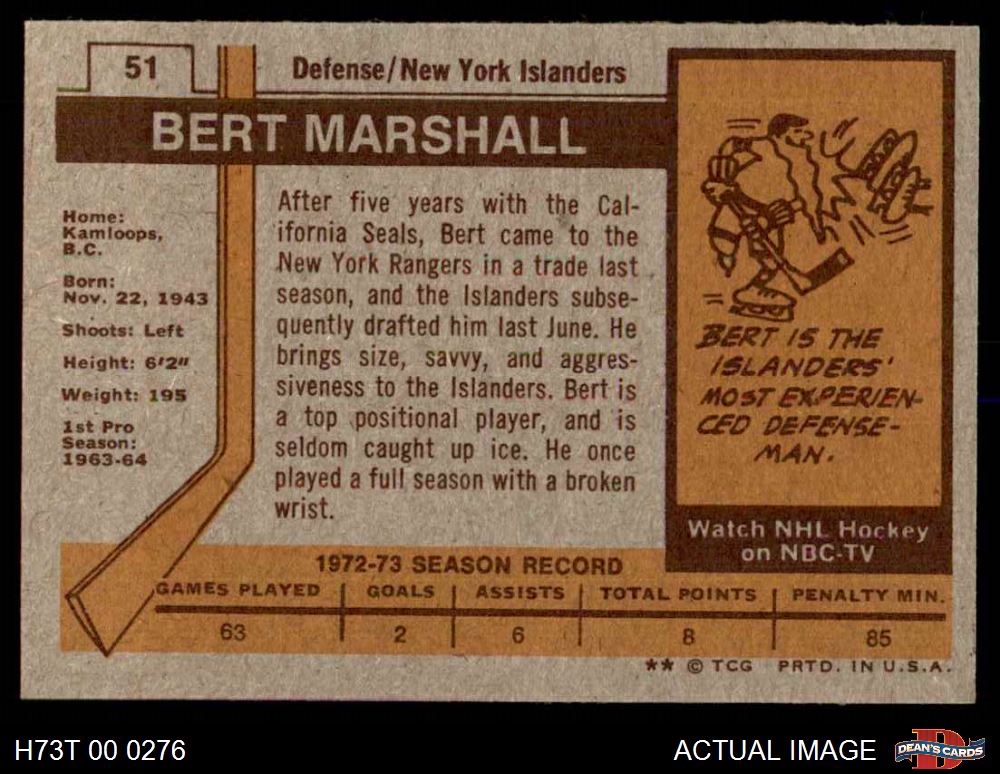 51
Defense/New York Islanders
BERT MARSHALL
Home:
Kamloops,
B.C.
Born:
Nov. 22, 1943
Shoots: Left
Height: 6'2"
Weight: 195
1st Pro
Season:
1963-64
After five years with the Cal-
ifornia Seals, Bert came to the
New York Rangers in a trade last
season, and the Islanders subse-
quently drafted him last June. He
brings size, savvy, and aggres-
siveness to the Islanders. Bert is
a top positional player, and is
seldom caught up ice. He once
played a full season with a broken
wrist.
BERT IS THE
ISLANDERS'
MOST EXPERIEN-
CED DEFENSE-
MAN.
Watch NHL Hockey
on NBC-TV
1972-73 SEASON RECORD
GAMES PLAYED GOALS ASSISTS TOTAL POINTS PENALTY MIN.
63 2 6 8 85
** © TCG PRTD. IN U.S.A.
H73T 00 0276
ACTUAL IMAGE
D
DEAN'S CARDS